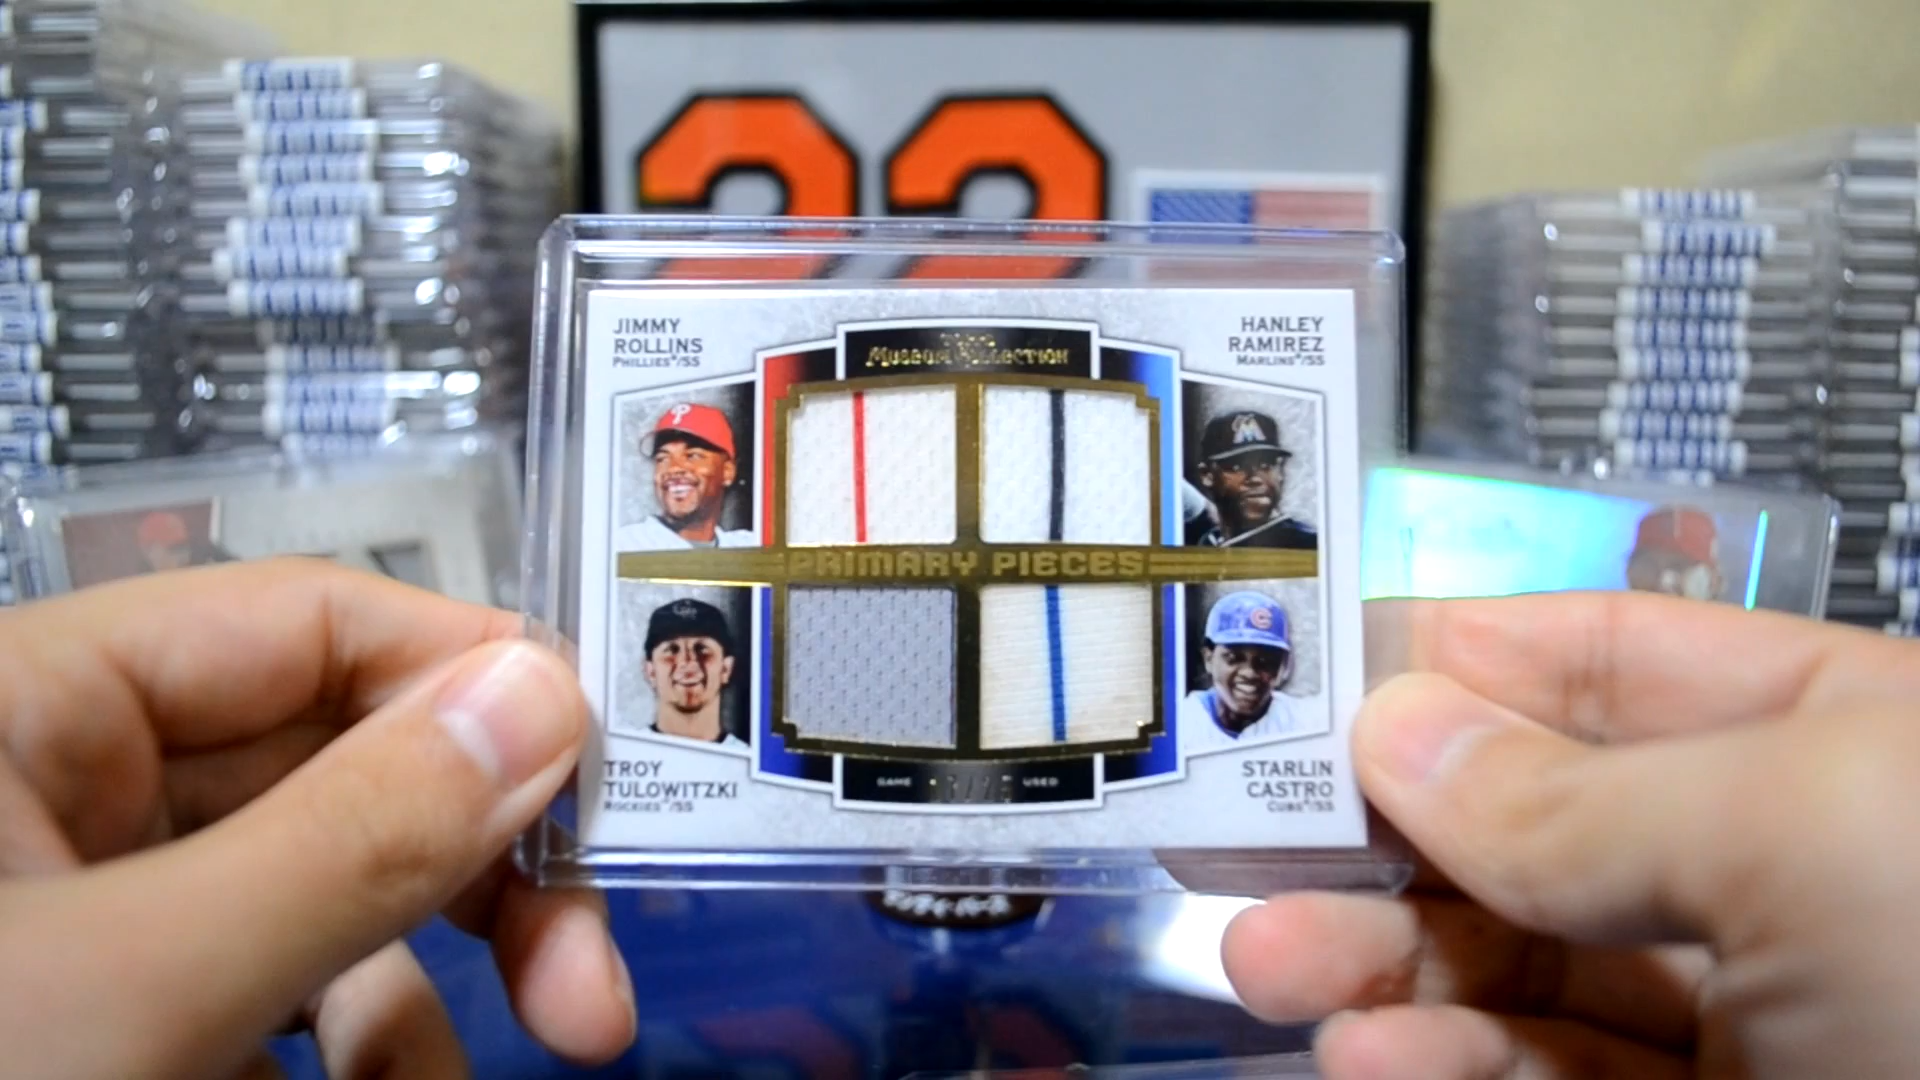 22
JIMMY
ROLLINS
PHILLIES/SS
HANLEY
RAMIREZ
MARLINS/SS
MUSEUM COLLECTION
P
M
PRIMARY PIECES
C
TROY
TULOWITZKI
ROCKIES/SS
STARLIN
CASTRO
CUBS/SS
GAME USED